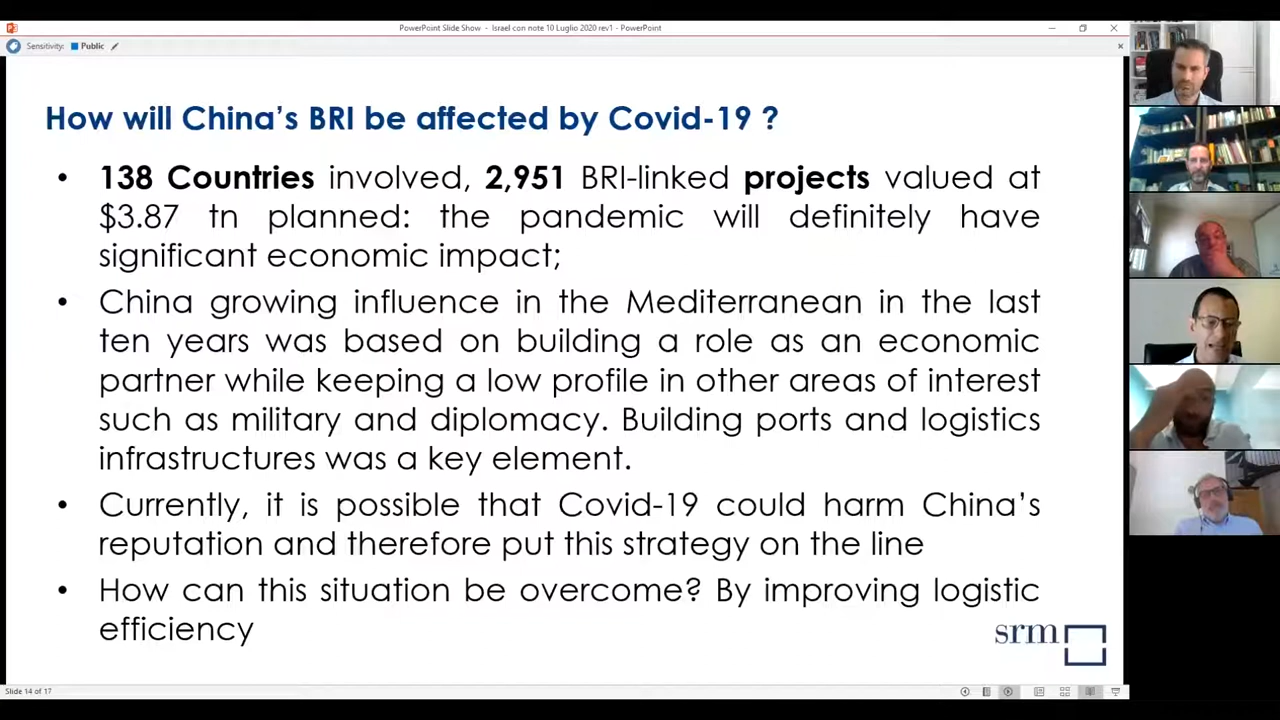 PowerPoint Slide Show - Israel con note 10 Luglio 2020 rev1 - PowerPoint
Sensitivity: Public
How will China's BRI be affected by Covid-19 ?
• 138 Countries involved, 2,951 BRI-linked projects valued at
$3.87 tn planned: the pandemic will definitely have
significant economic impact;
• China growing influence in the Mediterranean in the last
ten years was based on building a role as an economic
partner while keeping a low profile in other areas of interest
such as military and diplomacy. Building ports and logistics
infrastructures was a key element.
• Currently, it is possible that Covid-19 could harm China's
reputation and therefore put this strategy on the line
• How can this situation be overcome? By improving logistic
efficiency
srm
Slide 14 of 17